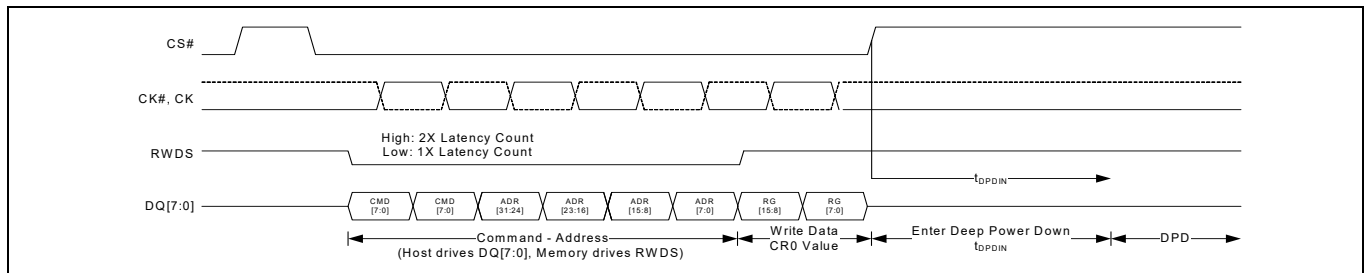 CS#
CK#, CK
High: 2X Latency Count
Low: 1X Latency Count
RWDS
tDPDIN
DQ[7:0]
CMD [7:0]
CMD [7:0]
ADR [31:24]
ADR [23:16]
ADR [15:8]
ADR [7:0]
RG [15:8]
RG [7:0]
Command - Address
(Host drives DQ[7:0], Memory drives RWDS)
Write Data
CR0 Value
Enter Deep Power Down
tDPDIN
DPD